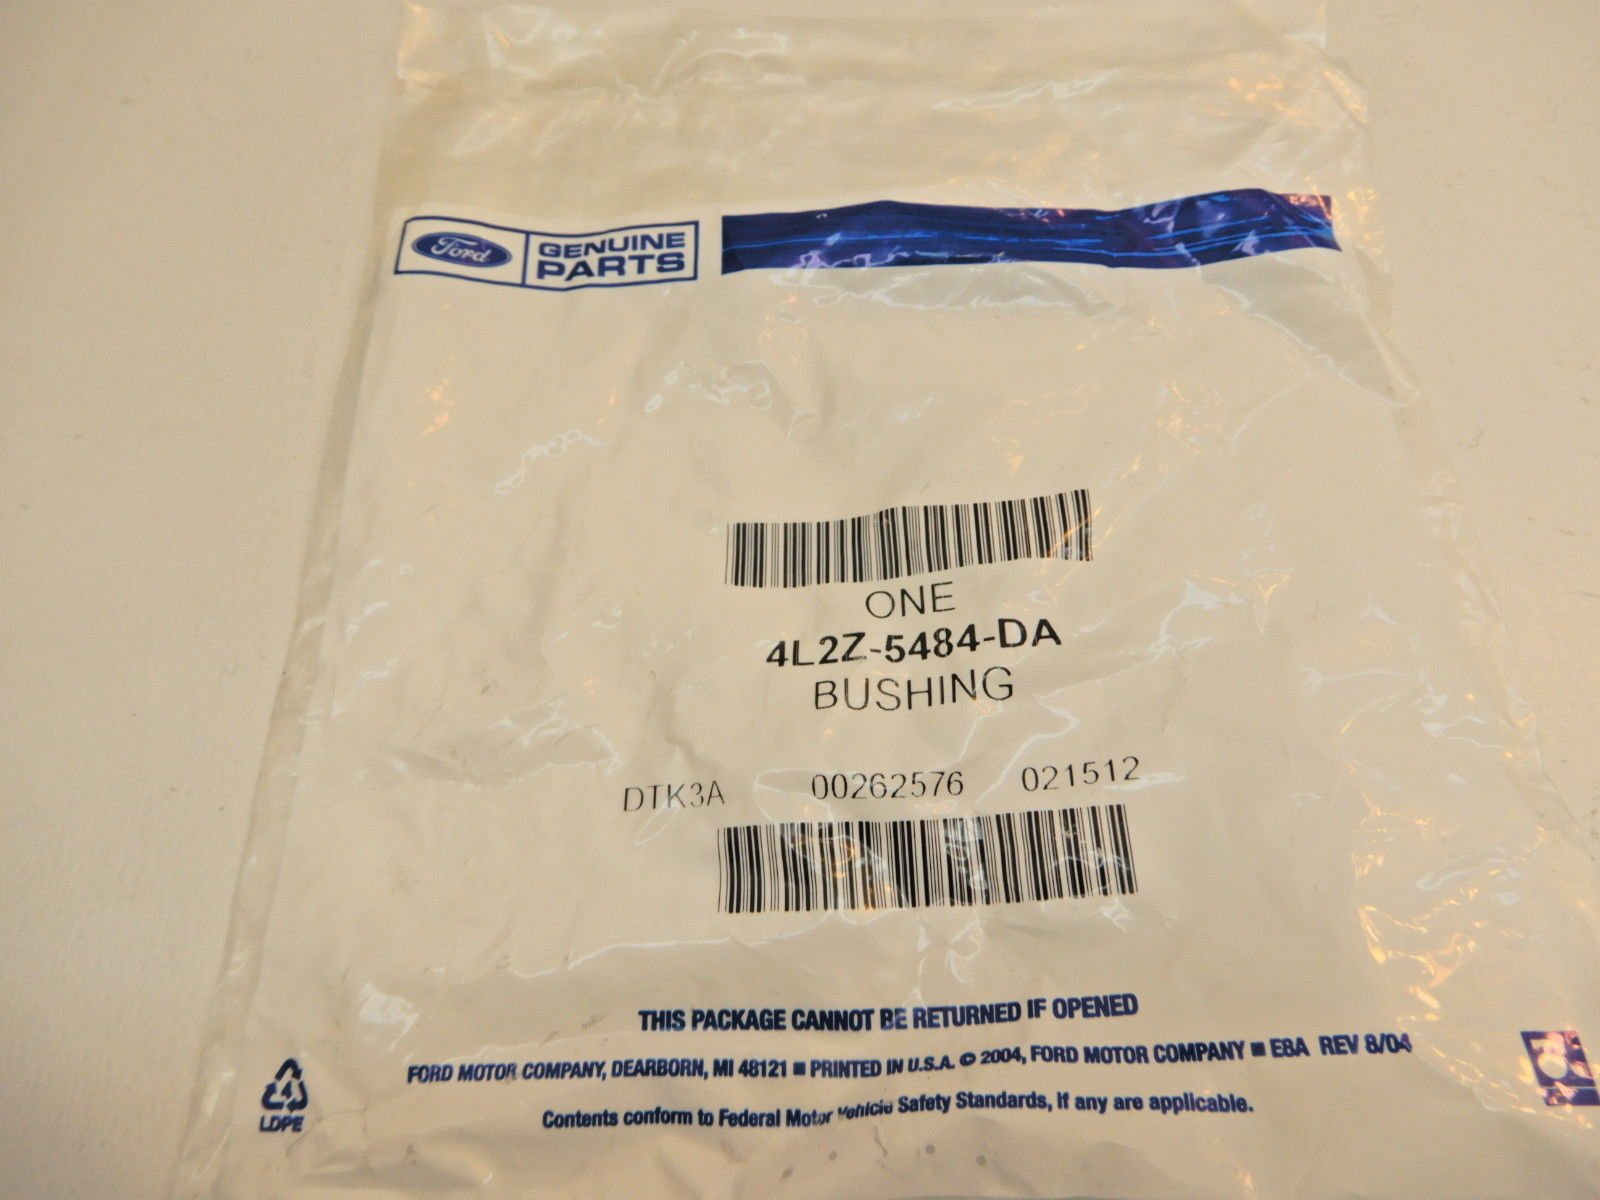 Ford
GENUINE
PARTS
ONE
4L2Z-5484-DA
BUSHING
DTK3A 00262576 021512
THIS PACKAGE CANNOT BE RETURNED IF OPENED
FORD MOTOR COMPANY, DEARBORN, MI 48121 ■ PRINTED IN U.S.A. © 2004, FORD MOTOR COMPANY ■ E8A REV 8/04
Contents conform to Federal Motor Vehicle Safety Standards, if any are applicable.
4
LDPE